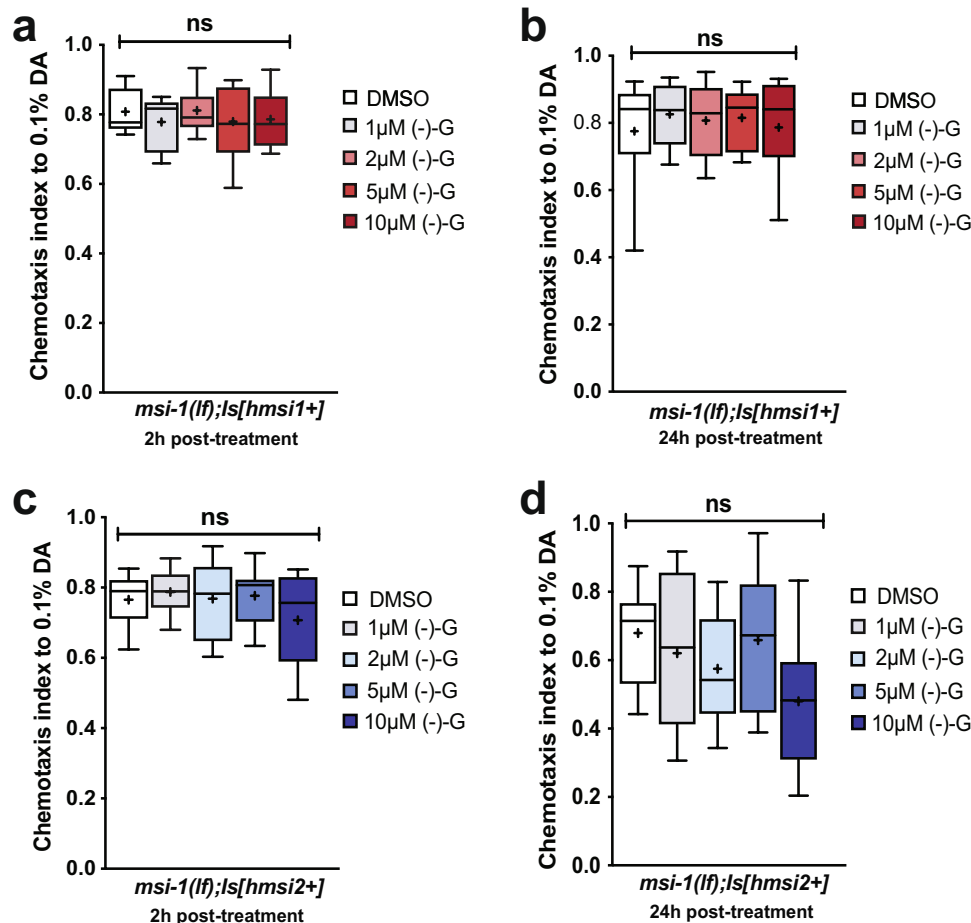 a
ns
Chemotaxis index to 0.1% DA
1.0
0.8
0.6
0.4
0.2
0.0
DMSO
1μM (-)-G
2μM (-)-G
5μM (-)-G
10μM (-)-G
msi-1(lf);Is[hmsi1+]
2h post-treatment
b
ns
Chemotaxis index to 0.1% DA
1.0
0.8
0.6
0.4
0.2
0.0
DMSO
1μM (-)-G
2μM (-)-G
5μM (-)-G
10μM (-)-G
msi-1(lf);Is[hmsi1+]
24h post-treatment
c
ns
Chemotaxis index to 0.1% DA
1.0
0.8
0.6
0.4
0.2
0.0
DMSO
1μM (-)-G
2μM (-)-G
5μM (-)-G
10μM (-)-G
msi-1(lf);Is[hmsi2+]
2h post-treatment
d
ns
Chemotaxis index to 0.1% DA
1.0
0.8
0.6
0.4
0.2
0.0
DMSO
1μM (-)-G
2μM (-)-G
5μM (-)-G
10μM (-)-G
msi-1(lf);Is[hmsi2+]
24h post-treatment